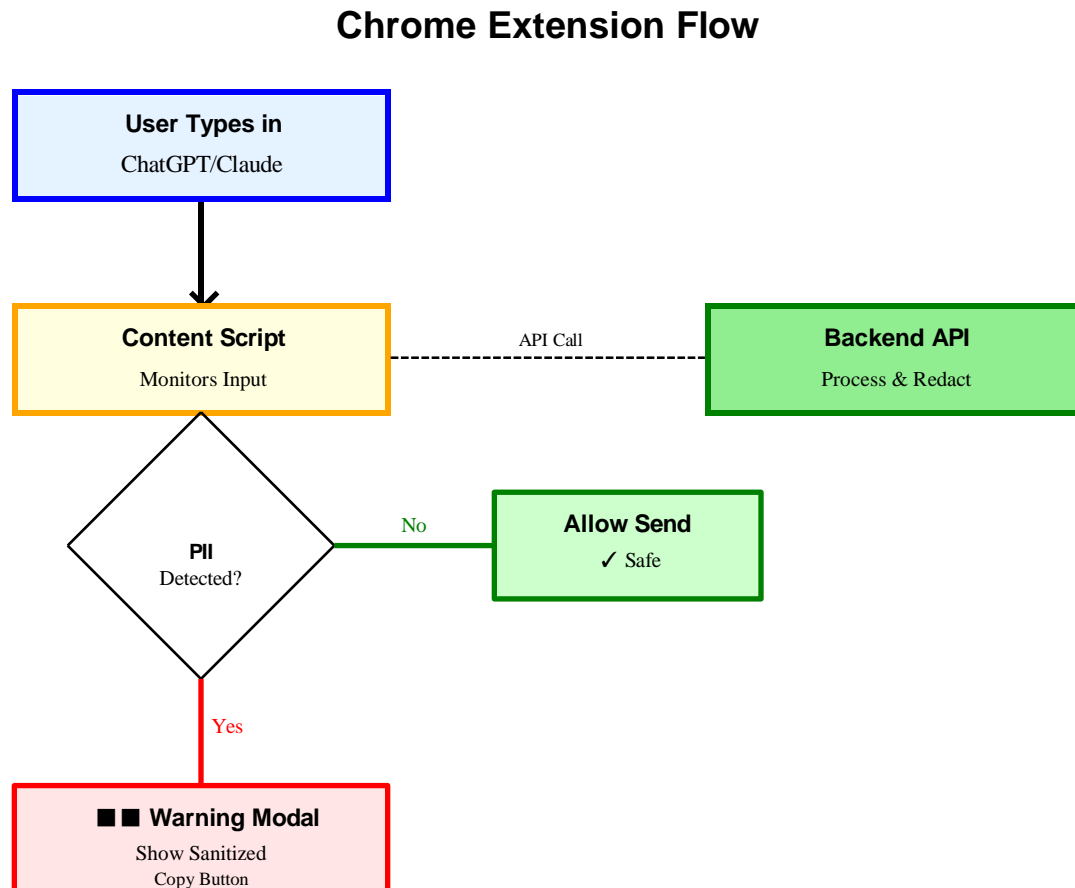 Chrome Extension Flow
User Types in
ChatGPT/Claude
Content Script
Monitors Input
API Call
Backend API
Process & Redact
PII
Detected?
No
Allow Send
✓ Safe
Yes
■■ Warning Modal
Show Sanitized
Copy Button